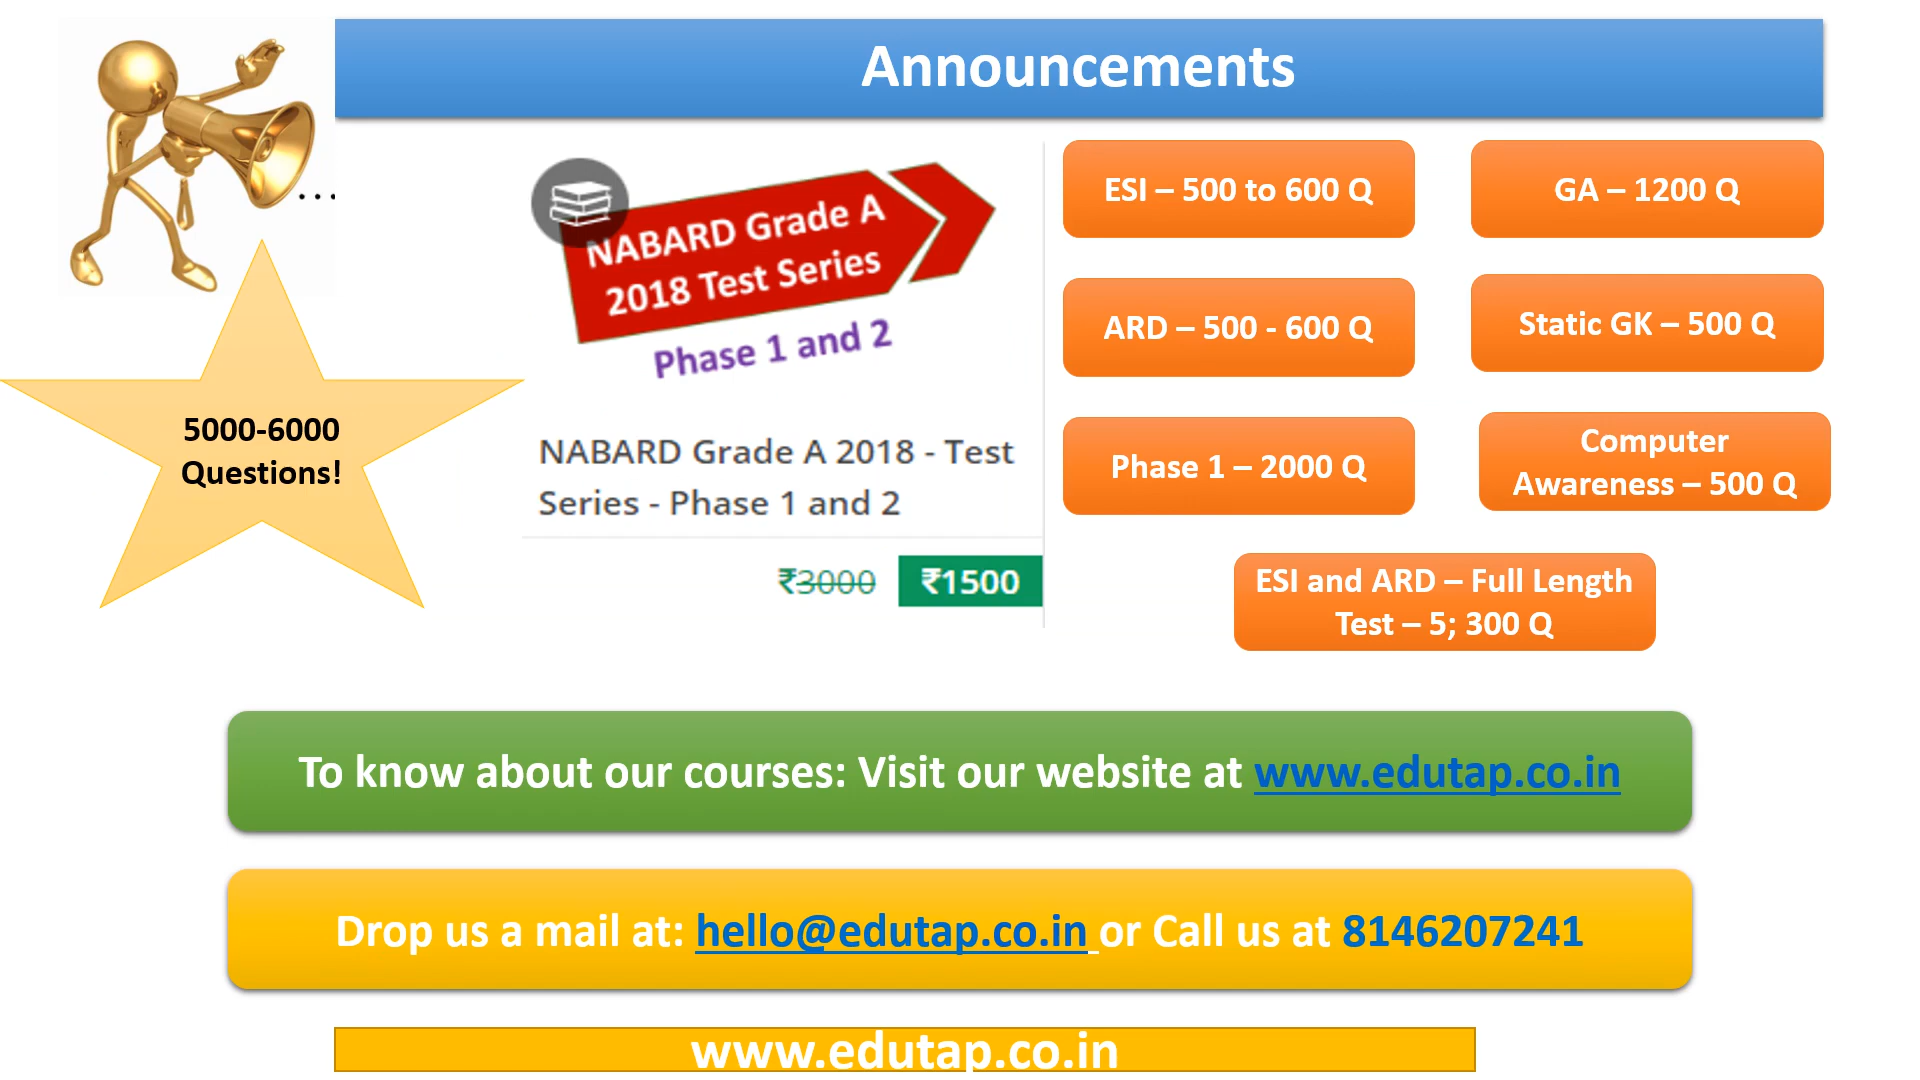 Announcements
...
NABARD Grade A
2018 Test Series
Phase 1 and 2
5000-6000
Questions!
NABARD Grade A 2018 - Test
Series - Phase 1 and 2
₹3000 ₹1500
ESI – 500 to 600 Q
GA – 1200 Q
ARD – 500 - 600 Q
Static GK – 500 Q
Phase 1 – 2000 Q
Computer
Awareness – 500 Q
ESI and ARD – Full Length
Test – 5; 300 Q
To know about our courses: Visit our website at www.edutap.co.in
Drop us a mail at: hello@edutap.co.in or Call us at 8146207241
www.edutap.co.in